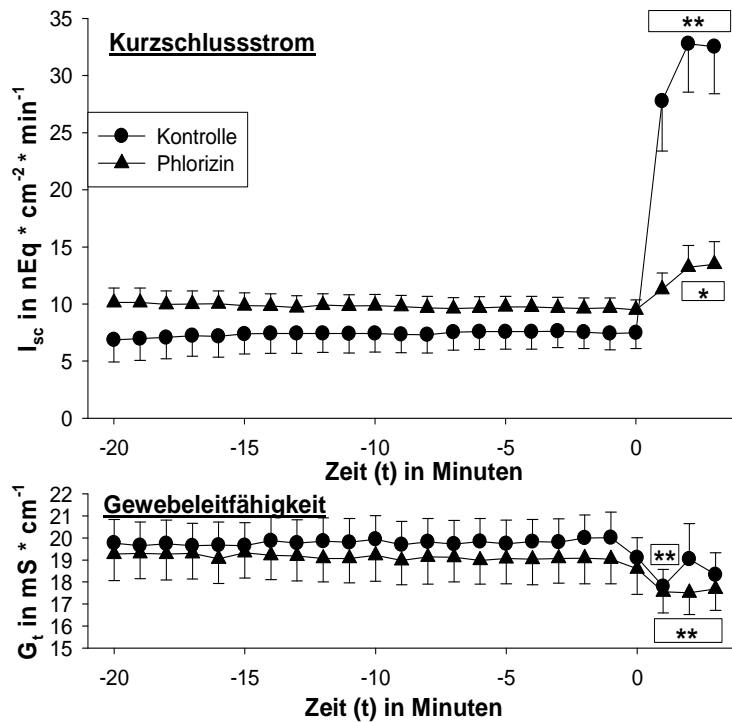 Kurzschlussstrom
**
35
30
25
20
15
10
5
0
I_sc in nEq * cm⁻² * min⁻¹
Kontrolle
Phlorizin
*
-20 -15 -10 -5 0
Zeit (t) in Minuten
Gewebeleitfähigkeit
22
21
20
19
18
17
16
15
G_t in mS * cm⁻¹
**
**
-20 -15 -10 -5 0
Zeit (t) in Minuten